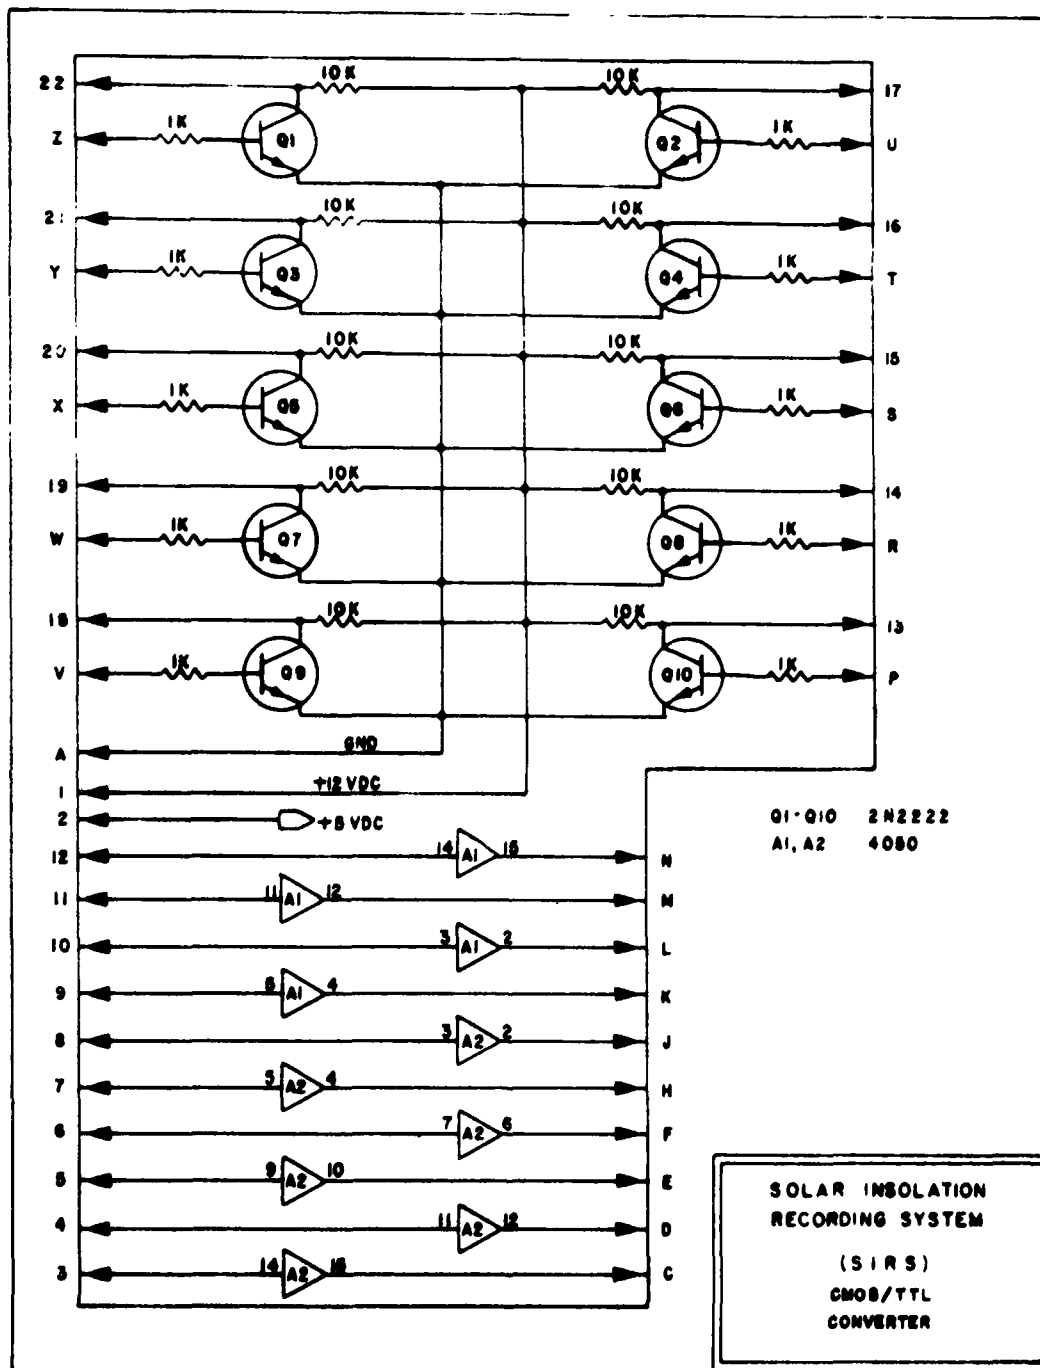 10K 10K
22 17
1K 1K
Z Q1 Q2 U
10K 10K
21 16
1K 1K
Y Q3 Q4 T
10K 10K
20 15
1K 1K
X Q5 Q6 S
10K 10K
19 14
1K 1K
W Q7 Q8 R
10K 10K
18 13
1K 1K
V Q9 Q10 P
A GND
1 +12 VDC
2 +5 VDC
Q1-Q10 2N2222
A1, A2 4050
12 14 A1 15 N
11 11 A1 12 M
10 3 A1 2 L
9 5 A1 4 K
8 3 A2 2 J
7 5 A2 4 H
6 7 A2 6 F
5 9 A2 10 E
4 11 A2 12 D
3 14 A2 15 C
SOLAR INSOLATION
RECORDING SYSTEM
(SIRS)
CMOS/TTL
CONVERTER